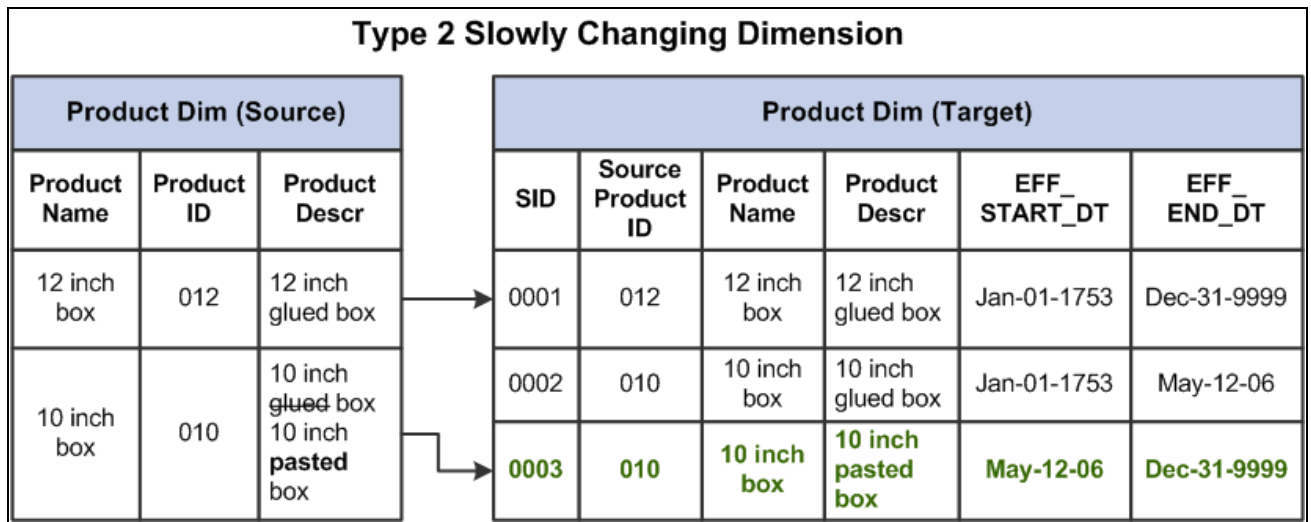 Type 2 Slowly Changing Dimension
Product Dim (Source)
Product
Name
Product
ID
Product
Descr
12 inch
box
012
12 inch
glued box
10 inch
box
010
10 inch
glued box
10 inch
pasted
box
Product Dim (Target)
SID
Source
Product
ID
Product
Name
Product
Descr
EFF_
START_DT
EFF_
END_DT
0001
012
12 inch
box
12 inch
glued box
Jan-01-1753
Dec-31-9999
0002
010
10 inch
box
10 inch
glued box
Jan-01-1753
May-12-06
0003
010
10 inch
box
10 inch
pasted
box
May-12-06
Dec-31-9999